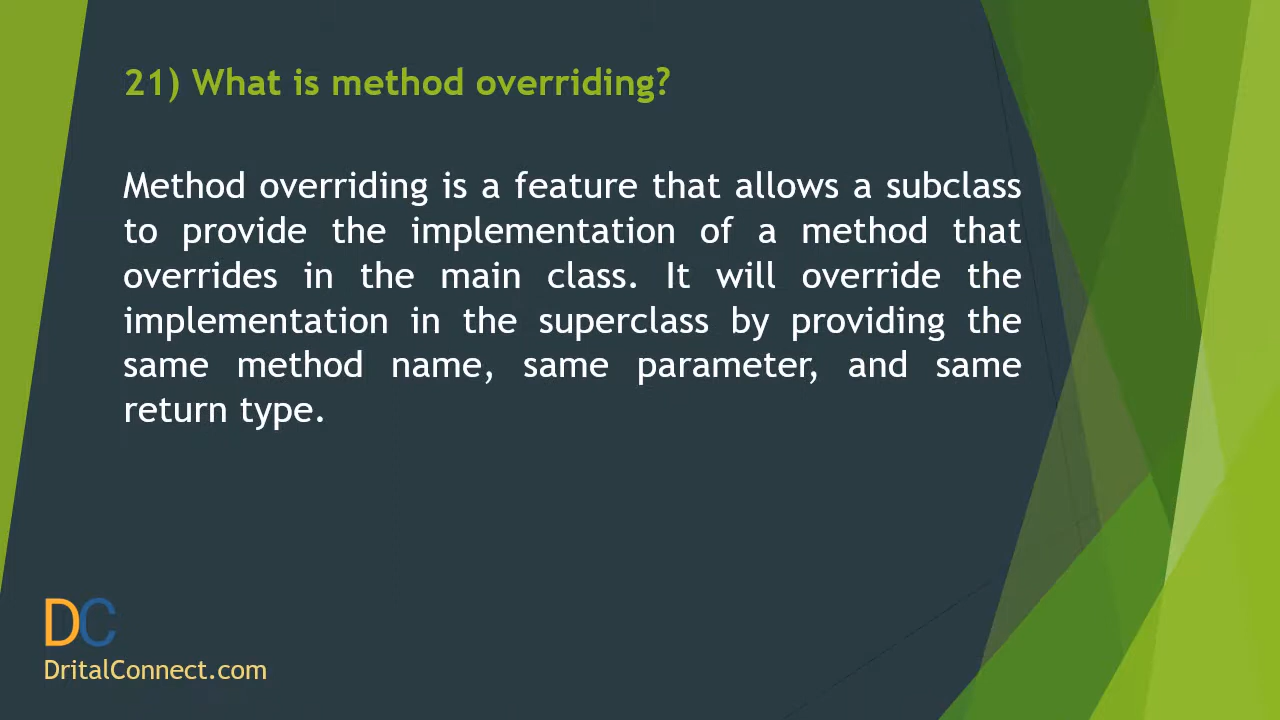 21) What is method overriding?
Method overriding is a feature that allows a subclass
to provide the implementation of a method that
overrides in the main class. It will override the
implementation in the superclass by providing the
same method name, same parameter, and same
return type.
DC
DritalConnect.com